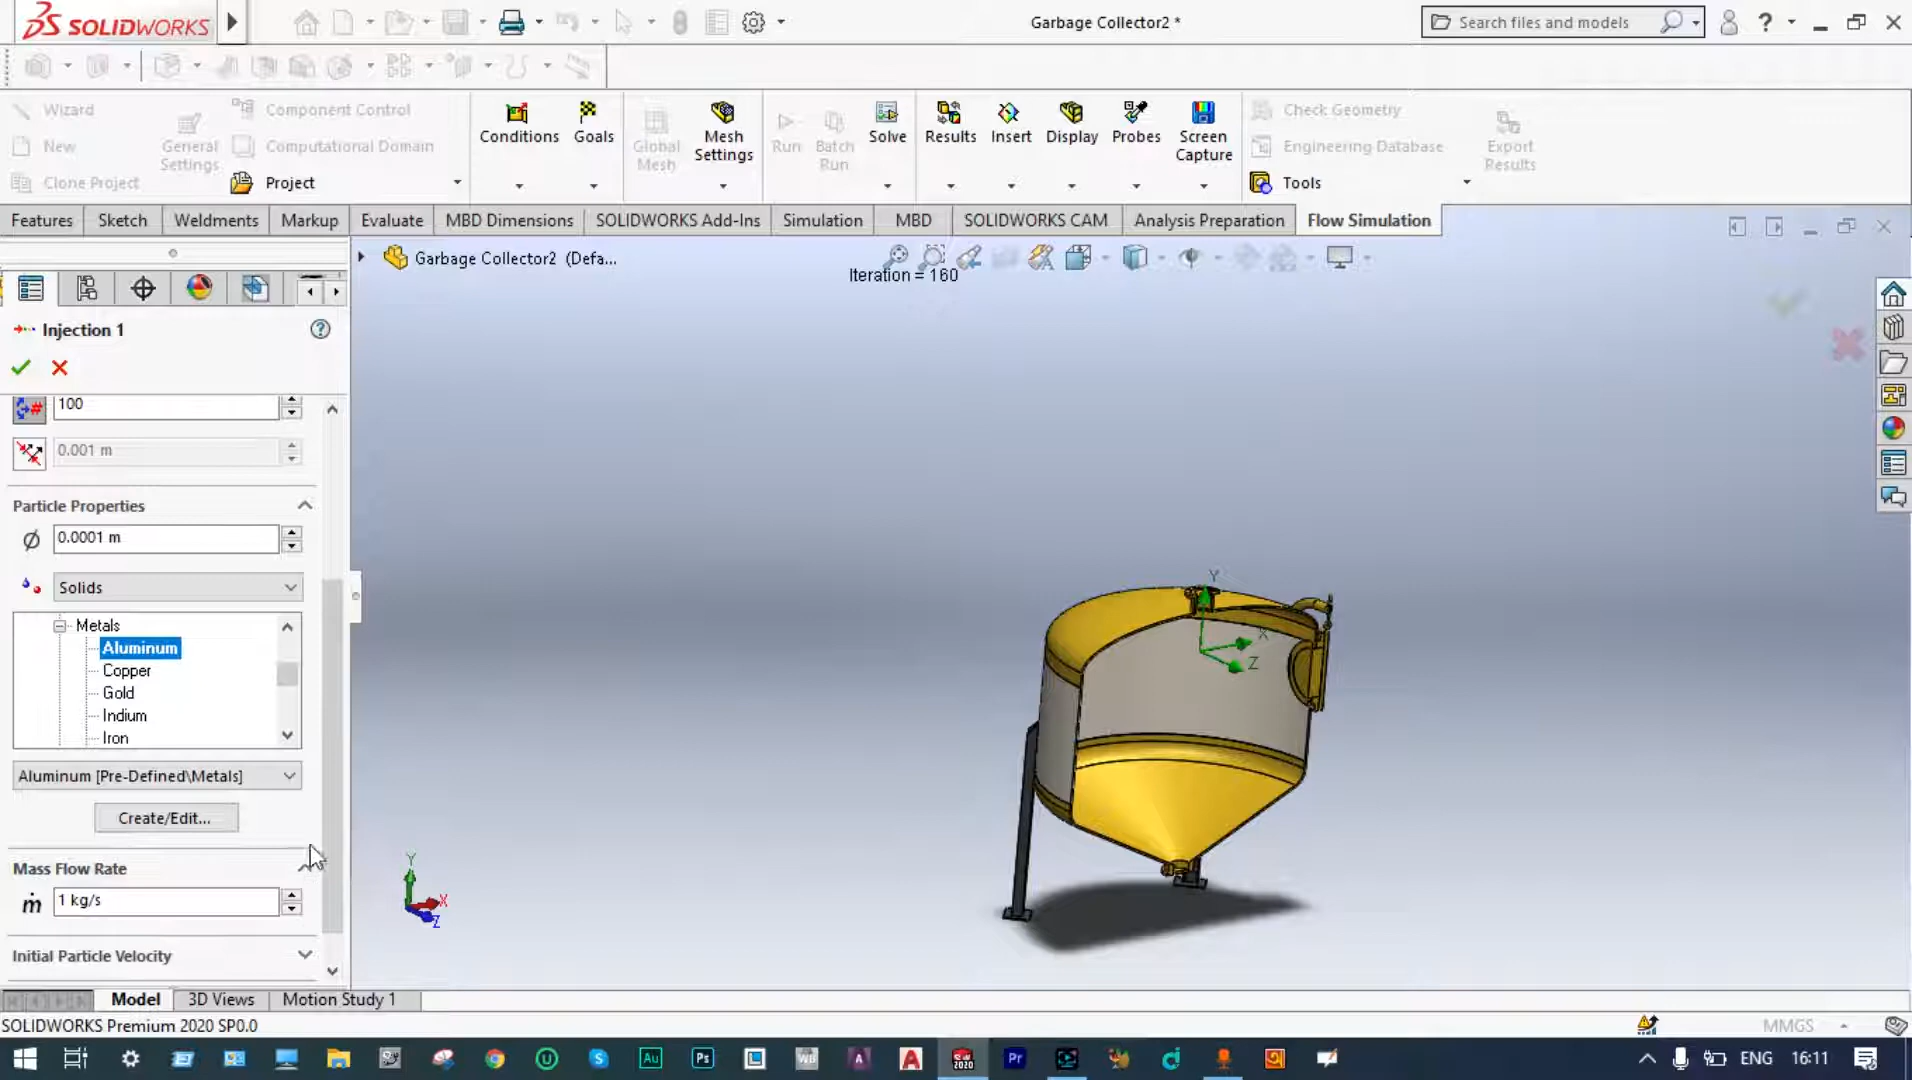 SOLIDWORKS
Garbage Collector2 *
Search files and models
Wizard
New
Clone Project
General Settings
Component Control
Computational Domain
Project
Conditions
Goals
Global Mesh
Mesh Settings
Run
Batch Run
Solve
Results
Insert
Display
Probes
Screen Capture
Check Geometry
Engineering Database
Tools
Export Results
Features
Sketch
Weldments
Markup
Evaluate
MBD Dimensions
SOLIDWORKS Add-Ins
Simulation
MBD
SOLIDWORKS CAM
Analysis Preparation
Flow Simulation
Garbage Collector2 (Defa...
Iteration = 160
Injection 1
100
0.001 m
Particle Properties
0.0001 m
Solids
Metals
Aluminum
Copper
Gold
Indium
Iron
Aluminum [Pre-Defined\Metals]
Create/Edit...
Mass Flow Rate
ṁ 1 kg/s
Initial Particle Velocity
Y
X
Z
Y
X
Z
Model
3D Views
Motion Study 1
SOLIDWORKS Premium 2020 SP0.0
MMGS
Au
Ps
Pr
SW 2020
ENG
16:11